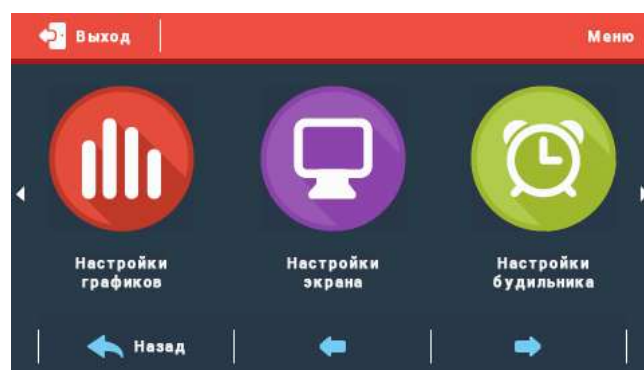 Выход
Меню
Настройки
графиков
Настройки
экрана
Настройки
будильника
Назад